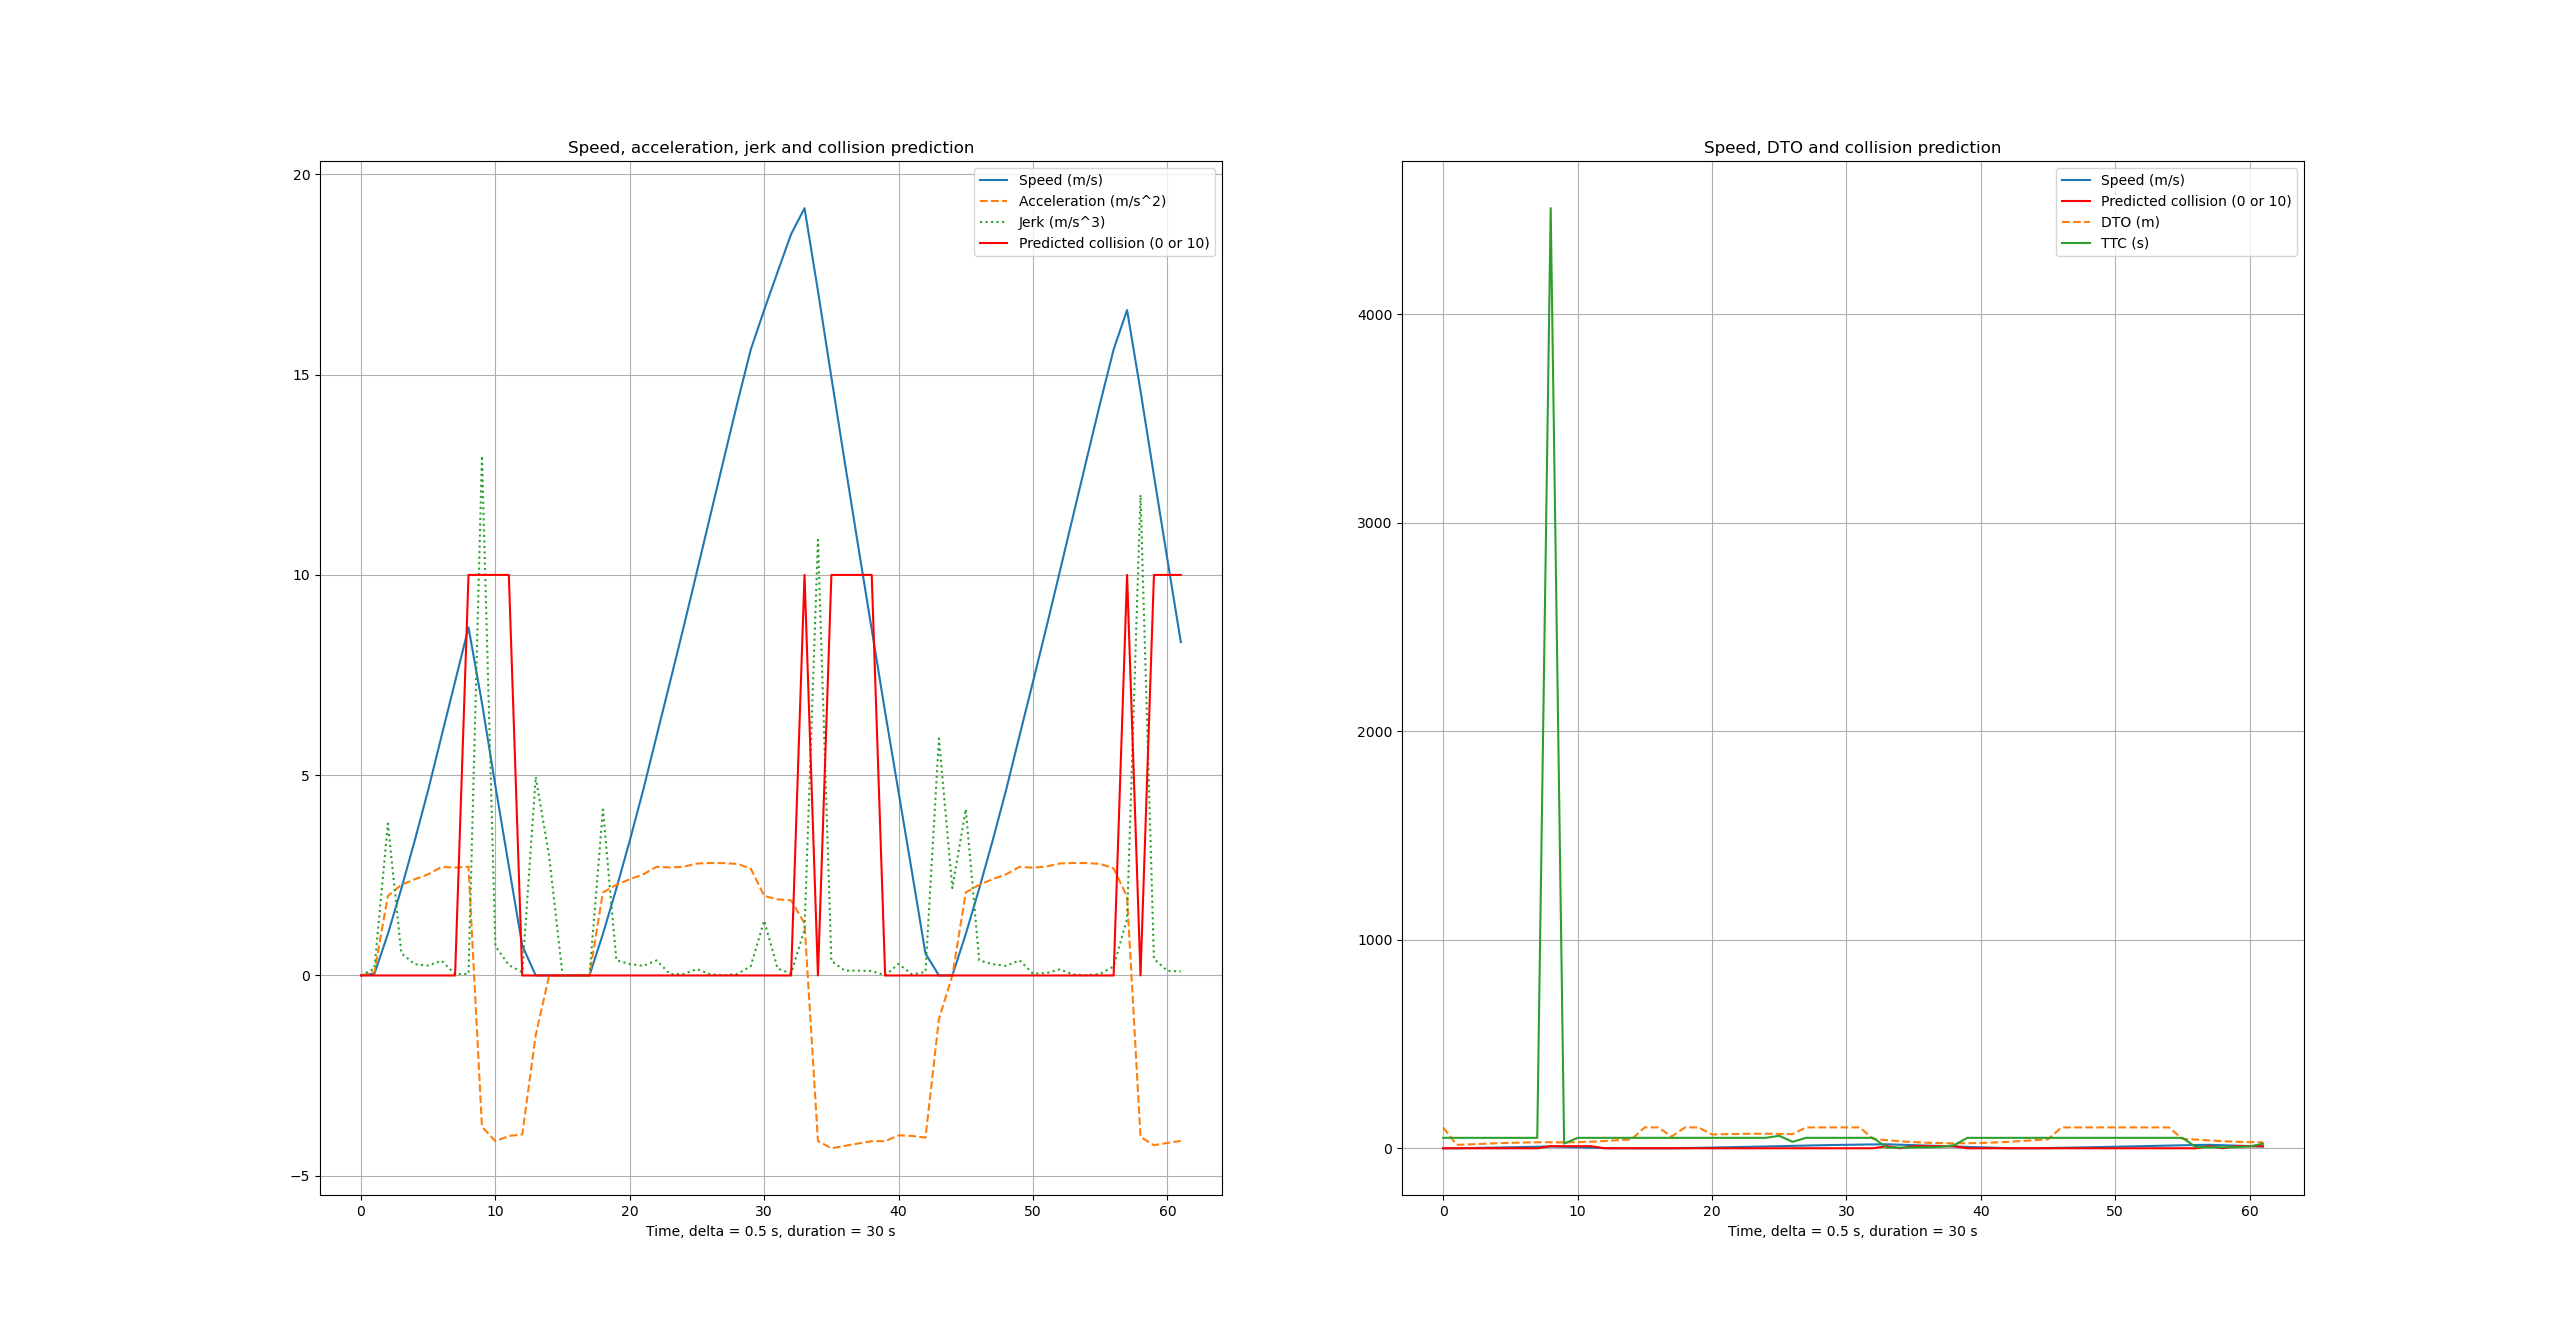 Speed, acceleration, jerk and collision prediction
Speed (m/s)
Acceleration (m/s^2)
Jerk (m/s^3)
Predicted collision (0 or 10)
20
15
10
5
0
−5
0 10 20 30 40 50 60
Time, delta = 0.5 s, duration = 30 s
Speed, DTO and collision prediction
Speed (m/s)
Predicted collision (0 or 10)
DTO (m)
TTC (s)
4000
3000
2000
1000
0
0 10 20 30 40 50 60
Time, delta = 0.5 s, duration = 30 s